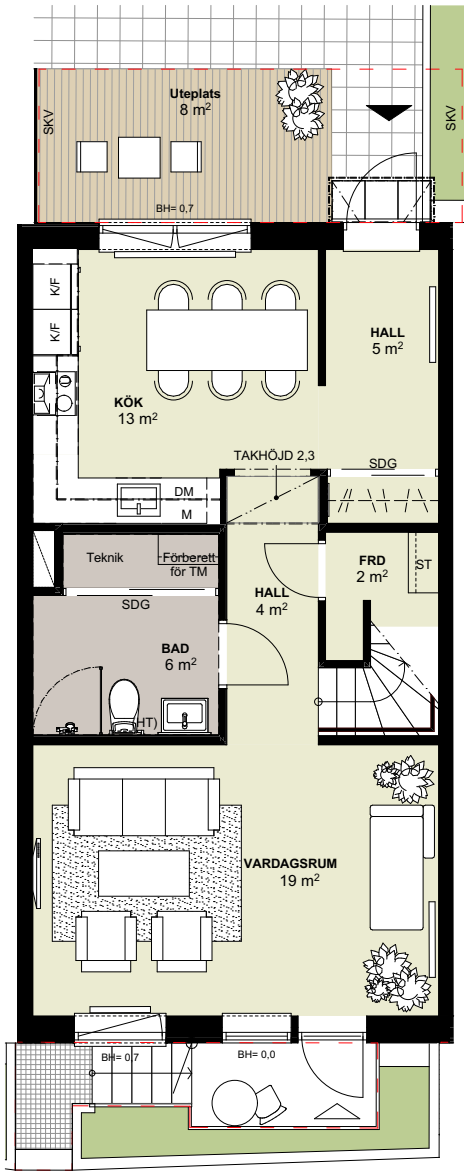 SKV
Uteplats
8 m²
SKV
BH= 0,7
K/F
K/F
HALL
5 m²
KÖK
13 m²
TAKHÖJD 2,3
SDG
DM
M
Teknik
Förberett
för TM
FRD
2 m²
ST
HALL
4 m²
SDG
BAD
6 m²
HT)
VARDAGSRUM
19 m²
BH= 0,7
BH= 0,0